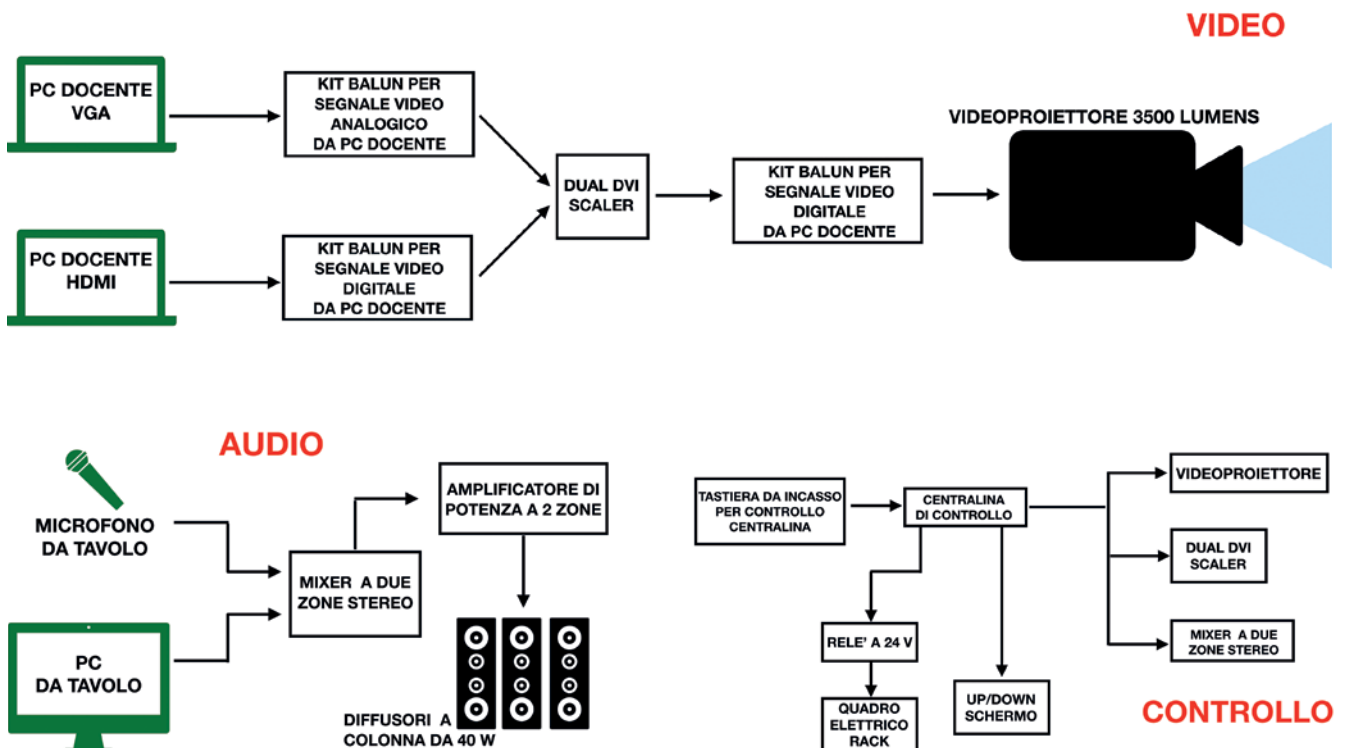 VIDEO
PC DOCENTE
VGA
KIT BALUN PER
SEGNALE VIDEO
ANALOGICO
DA PC DOCENTE
PC DOCENTE
HDMI
KIT BALUN PER
SEGNALE VIDEO
DIGITALE
DA PC DOCENTE
DUAL DVI
SCALER
KIT BALUN PER
SEGNALE VIDEO
DIGITALE
DA PC DOCENTE
VIDEOPROIETTORE 3500 LUMENS
AUDIO
MICROFONO
DA TAVOLO
PC
DA TAVOLO
MIXER A DUE
ZONE STEREO
AMPLIFICATORE DI
POTENZA A 2 ZONE
DIFFUSORI A
COLONNA DA 40 W
TASTIERA DA INCASSO
PER CONTROLLO
CENTRALINA
CENTRALINA
DI CONTROLLO
RELE' A 24 V
QUADRO
ELETTRICO
RACK
UP/DOWN
SCHERMO
VIDEOPROIETTORE
DUAL DVI
SCALER
MIXER A DUE
ZONE STEREO
CONTROLLO